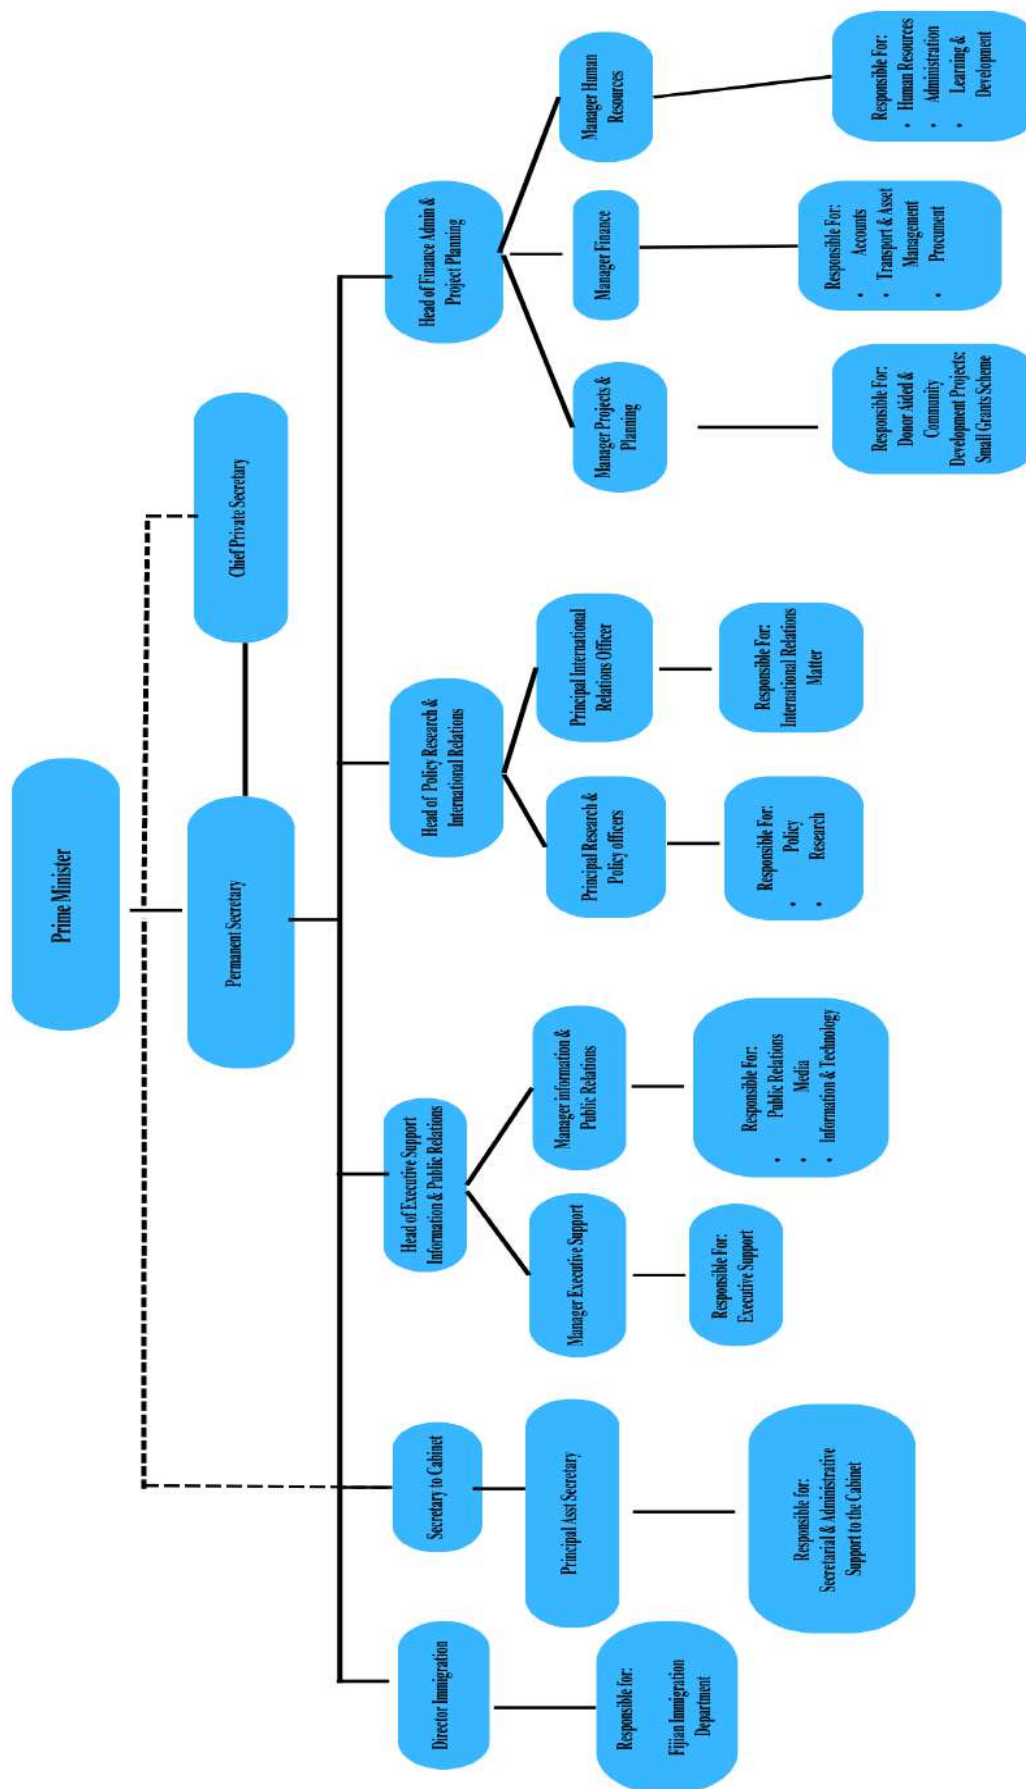 Prime Minister
Permanent Secretary
Chief Private Secretary
Director Immigration
Secretary to Cabinet
Head of Executive Support
Information & Public Relations
Head of Policy Research &
International Relations
Head of Finance Admin &
Project Planning
Principal Asst Secretary
Manager Executive Support
Manager information &
Public Relations
Principal Research &
Policy officers
Principal International
Relations Officer
Manager Projects &
Planning
Manager Finance
Manager Human
Resources
Responsible for:
Fijian Immigration
Department
Responsible for:
Secretarial & Administrative
Support to the Cabinet
Responsible For:
Executive Support
Responsible For:
• Public Relations
• Media
• Information & Technology
Responsible For:
• Policy
• Research
Responsible For:
International Relations
Matter
Responsible For:
Donor Aided &
Community
Development Projects:
Small Grants Scheme
Responsible For:
• Accounts
• Transport & Asset
Management
• Procument
Responsible For:
• Human Resources
• Administration
• Learning &
Development